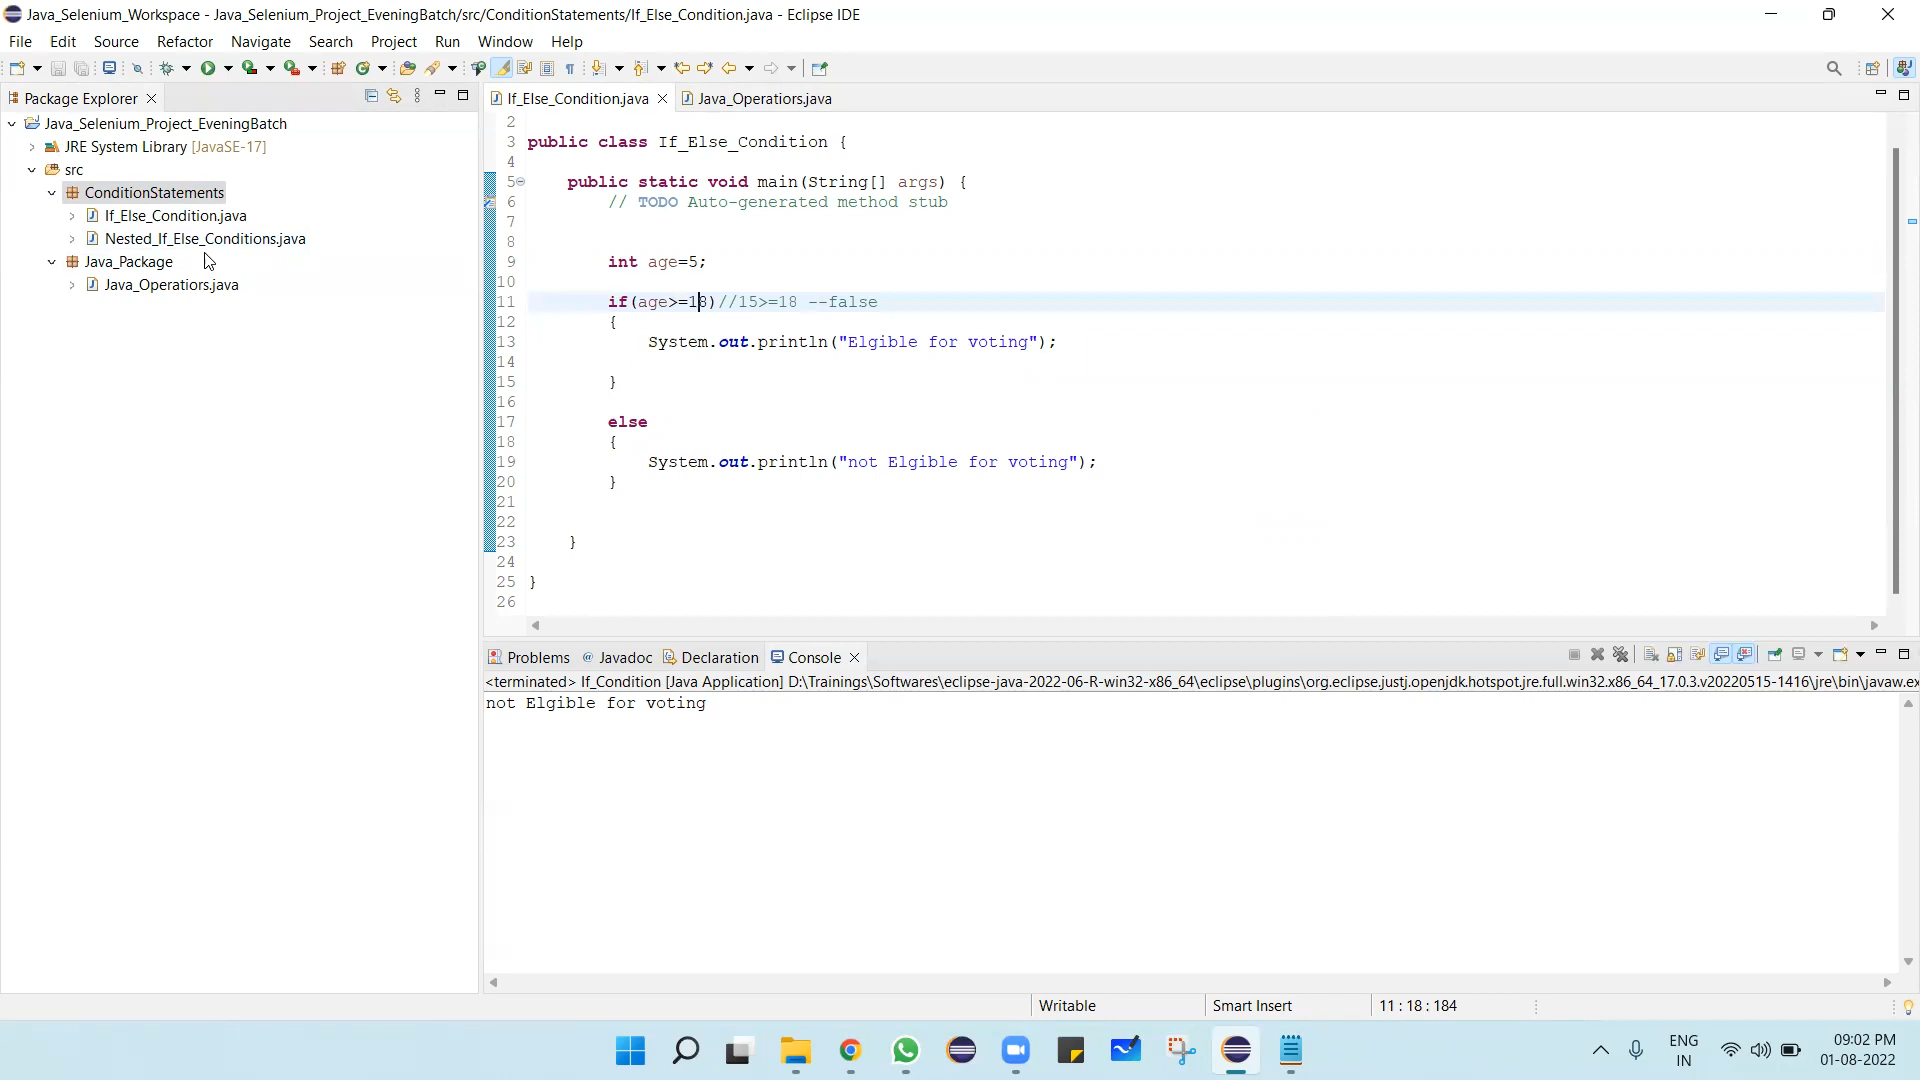 Java_Selenium_Workspace - Java_Selenium_Project_EveningBatch/src/ConditionStatements/If_Else_Condition.java - Eclipse IDE
File Edit Source Refactor Navigate Search Project Run Window Help
Package Explorer
Java_Selenium_Project_EveningBatch
JRE System Library [JavaSE-17]
src
ConditionStatements
If_Else_Condition.java
Nested_If_Else_Conditions.java
Java_Package
Java_Operatiors.java
If_Else_Condition.java Java_Operatiors.java
2
3 public class If_Else_Condition {
4
5 public static void main(String[] args) {
6 // TODO Auto-generated method stub
7
8
9 int age=5;
10
11 if(age>=18)//15>=18 --false
12 {
13 System.out.println("Elgible for voting");
14
15 }
16
17 else
18 {
19 System.out.println("not Elgible for voting");
20 }
21
22
23 }
24
25 }
26
Problems @ Javadoc Declaration Console
<terminated> If_Condition [Java Application] D:\Trainings\Softwares\eclipse-java-2022-06-R-win32-x86_64\eclipse\plugins\org.eclipse.justj.openjdk.hotspot.jre.full.win32.x86_64_17.0.3.v20220515-1416\jre\bin\javaw.ex
not Elgible for voting
Writable Smart Insert 11 : 18 : 184
ENG
IN
09:02 PM
01-08-2022